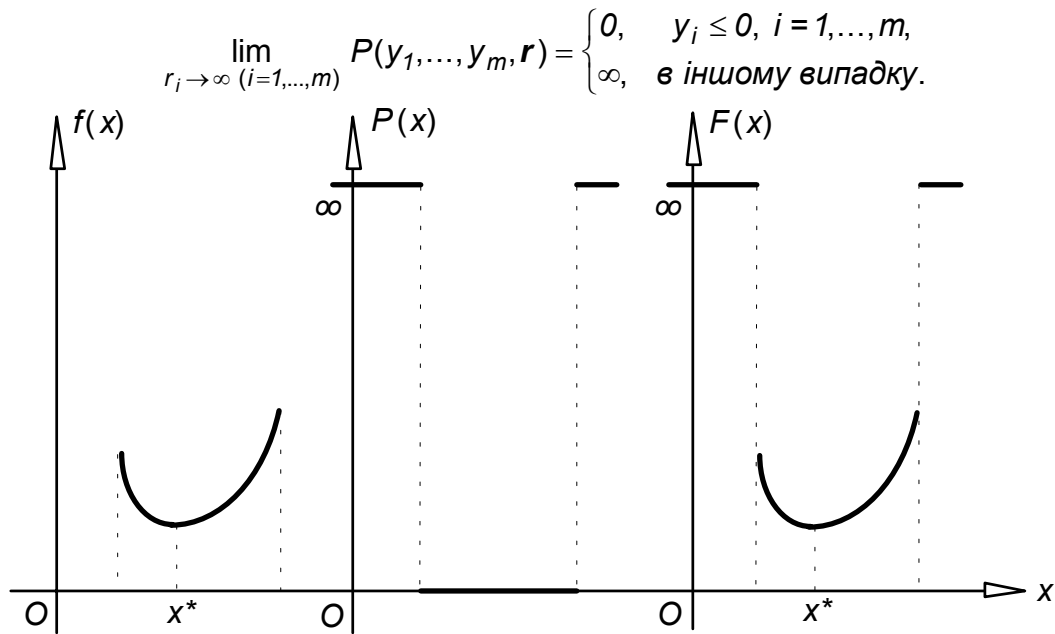 lim P(y₁,...,yₘ,r) = {0, yᵢ ≤ 0, i = 1,...,m,
rᵢ→∞ (i=1,...,m) ∞, в іншому випадку.
f(x) P(x) F(x)
∞ ∞
O x* O O x* x